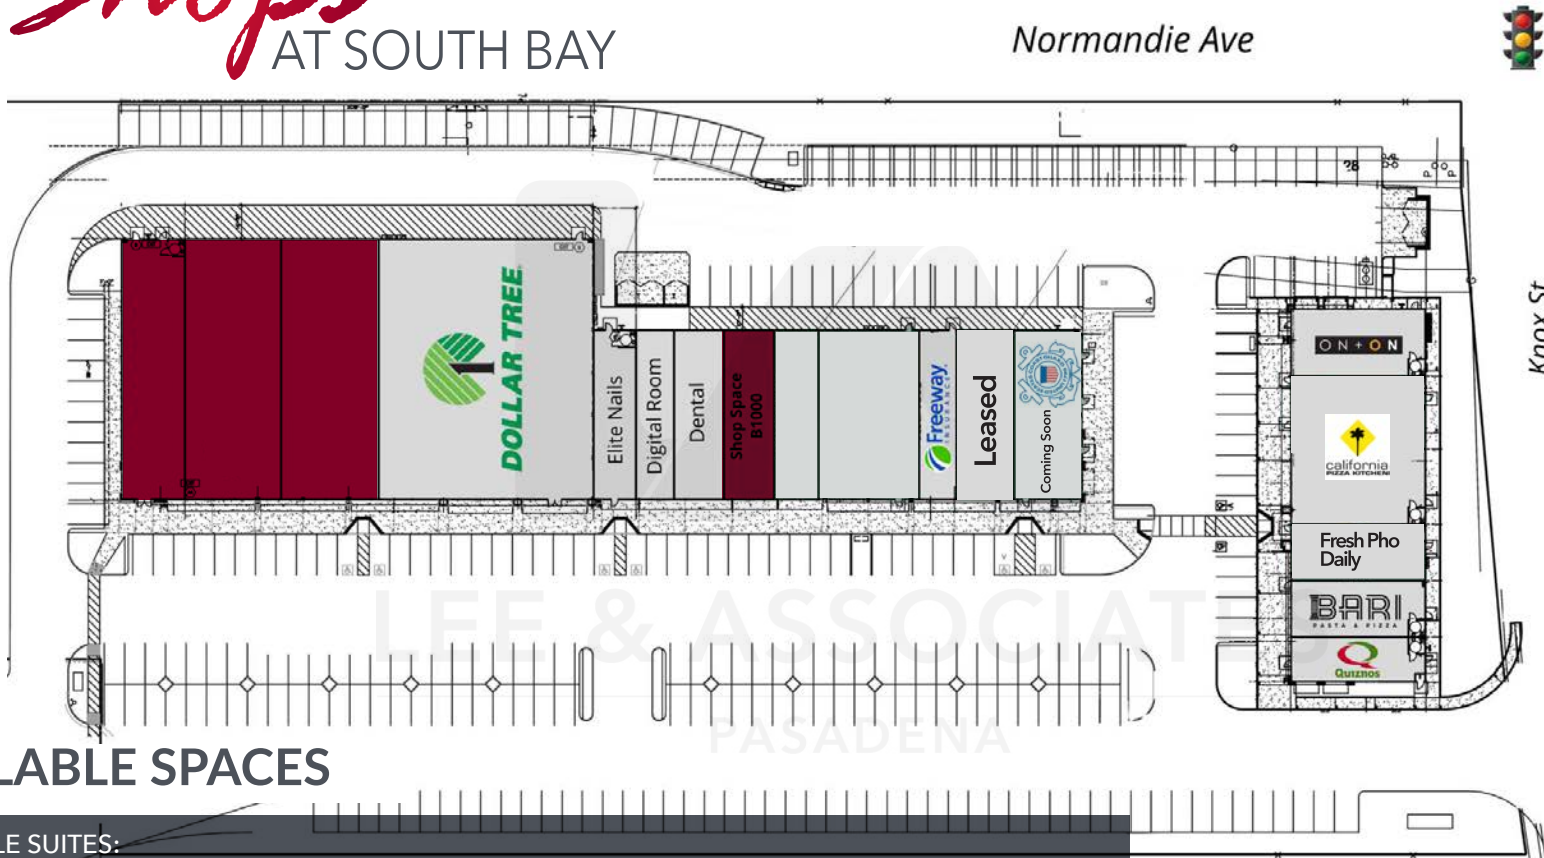 Shops
AT SOUTH BAY
Normandie Ave
Knox St
DOLLAR TREE
Elite Nails
Digital Room
Dental
Shop Space
B1000
Freeway
INSURANCE
Leased
Coming Soon
ON+ON
california
PIZZA KITCHEN
Fresh Pho
Daily
BARI
PASTA & PIZZA
Quiznos
LEE & ASSOCIATES
PASADENA
LABLE SPACES
LE SUITES: